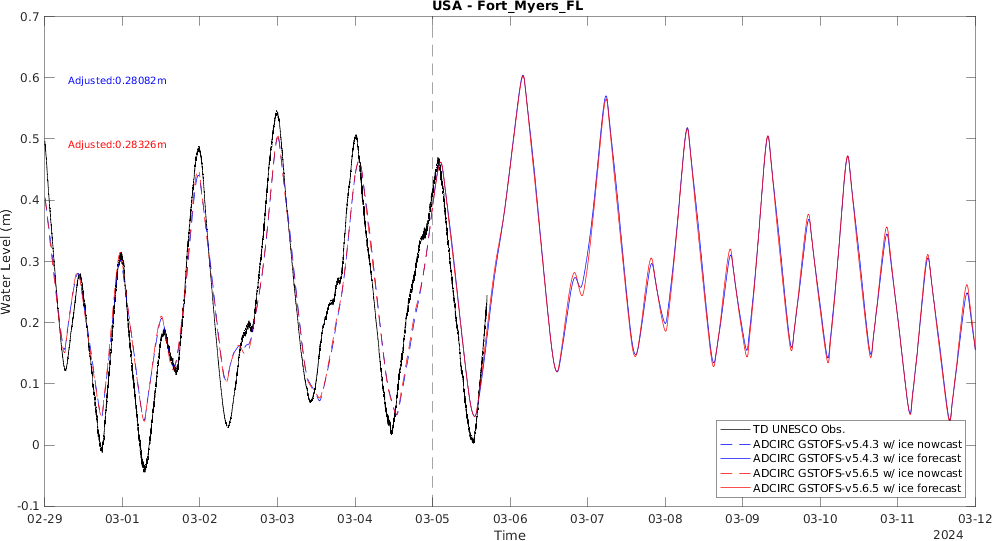 USA - Fort_Myers_FL
0.7
0.6
0.5
0.4
0.3
0.2
0.1
0
-0.1
Water Level (m)
Adjusted:0.28082m
Adjusted:0.28326m
TD UNESCO Obs.
ADCIRC GSTOFS-v5.4.3 w/ ice nowcast
ADCIRC GSTOFS-v5.4.3 w/ ice forecast
ADCIRC GSTOFS-v5.6.5 w/ ice nowcast
ADCIRC GSTOFS-v5.6.5 w/ ice forecast
02-29 03-01 03-02 03-03 03-04 03-05 03-06 03-07 03-08 03-09 03-10 03-11 03-12
Time
2024